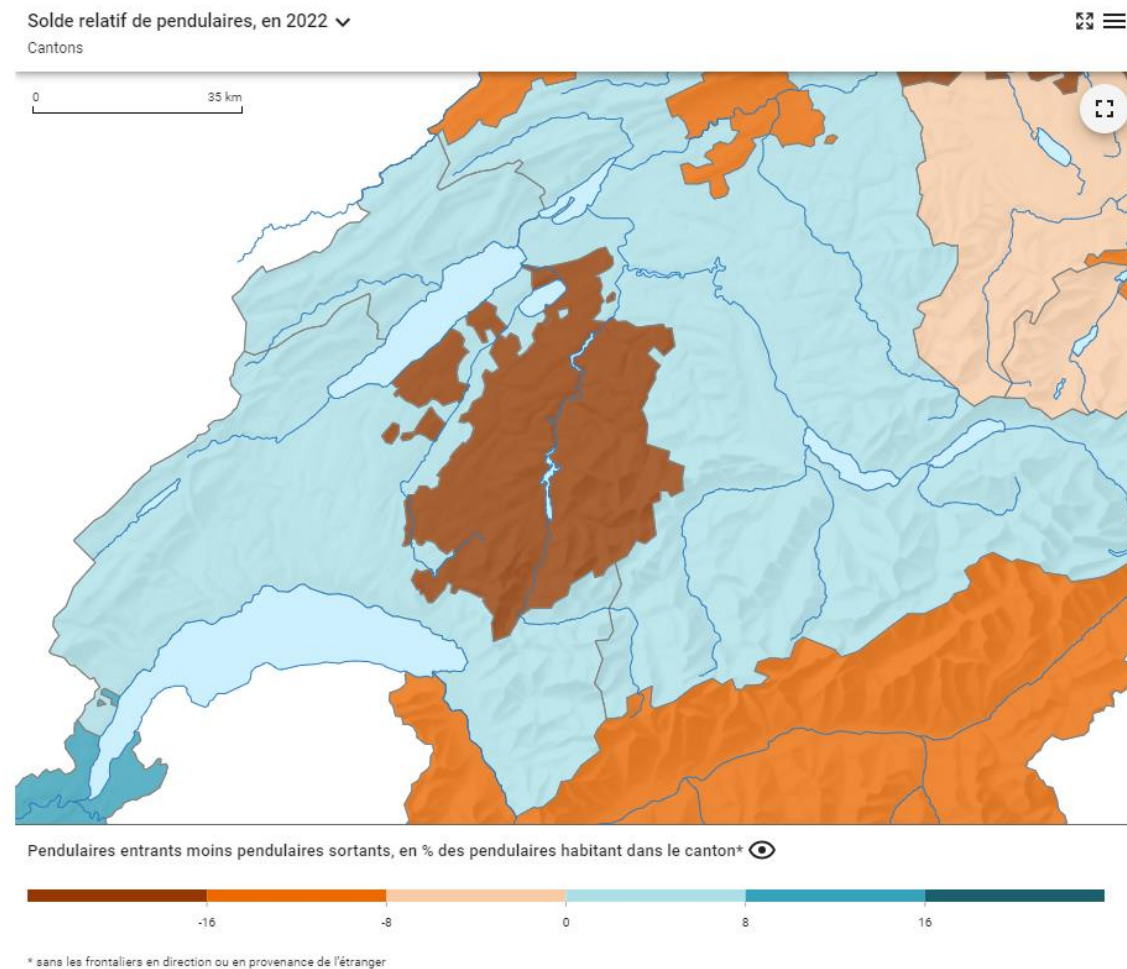 Solde relatif de pendulaires, en 2022
Cantons
0 35 km
Pendulaires entrants moins pendulaires sortants, en % des pendulaires habitant dans le canton*
-16 -8 0 8 16
* sans les frontaliers en direction ou en provenance de l'étranger